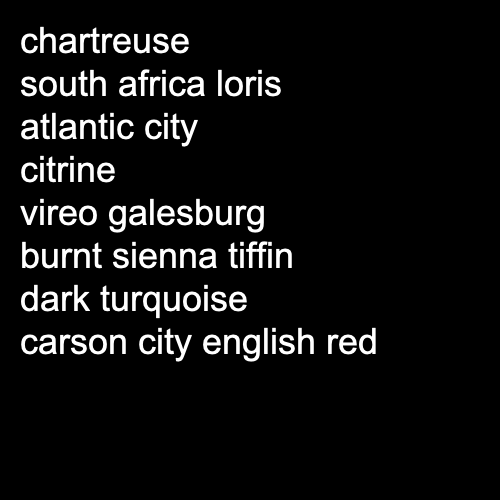 chartreuse
south africa loris
atlantic city
citrine
vireo galesburg
burnt sienna tiffin
dark turquoise
carson city english red